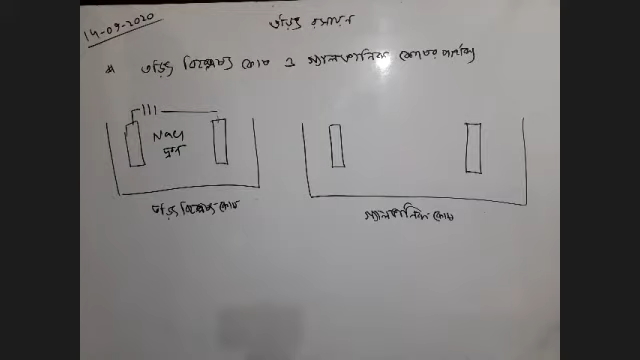 14-09-2020
তড়িৎ রসায়ন
* তড়িৎ বিশ্লেষ্য কোষ ও গ্যালভানিক কোষের পার্থক্য
NaCl
দ্রবণ
তড়িৎ বিশ্লেষ্য কোষ
গ্যালভানিক কোষ